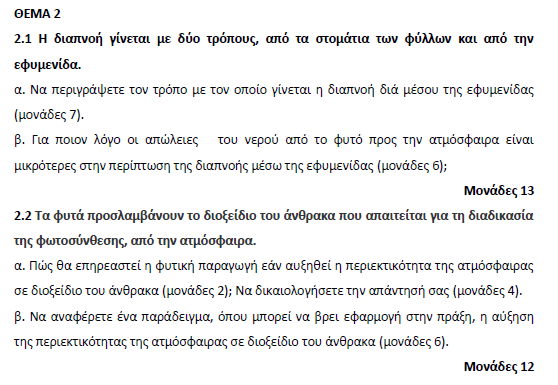 ΘΕΜΑ 2
2.1 Η διαπνοή γίνεται με δύο τρόπους, από τα στομάτια των φύλλων και από την
εφυμενίδα.
α. Να περιγράψετε τον τρόπο με τον οποίο γίνεται η διαπνοή διά μέσου της εφυμενίδας
(μονάδες 7).
β. Για ποιον λόγο οι απώλειες του νερού από το φυτό προς την ατμόσφαιρα είναι
μικρότερες στην περίπτωση της διαπνοής μέσω της εφυμενίδας (μονάδες 6);
Μονάδες 13
2.2 Τα φυτά προσλαμβάνουν το διοξείδιο του άνθρακα που απαιτείται για τη διαδικασία
της φωτοσύνθεσης, από την ατμόσφαιρα.
α. Πώς θα επηρεαστεί η φυτική παραγωγή εάν αυξηθεί η περιεκτικότητα της ατμόσφαιρας
σε διοξείδιο του άνθρακα (μονάδες 2); Να δικαιολογήσετε την απάντησή σας (μονάδες 4).
β. Να αναφέρετε ένα παράδειγμα, όπου μπορεί να βρει εφαρμογή στην πράξη, η αύξηση
της περιεκτικότητας της ατμόσφαιρας σε διοξείδιο του άνθρακα (μονάδες 6).
Μονάδες 12